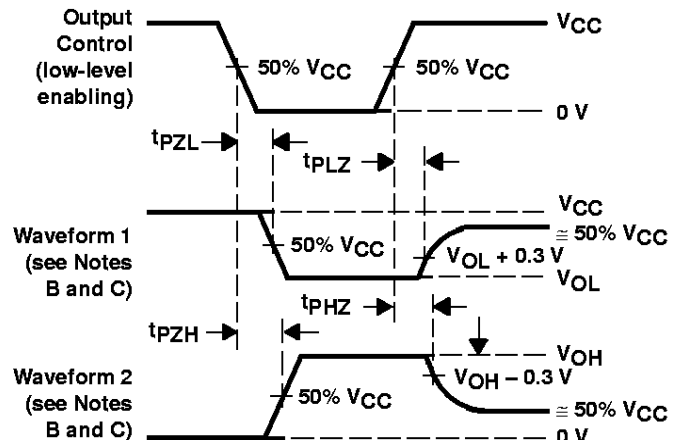 Output
Control
(low-level
enabling)
VCC
50% VCC
50% VCC
0 V
tPZL
tPLZ
VCC
Waveform 1
(see Notes
B and C)
50% VCC
≅ 50% VCC
VOL + 0.3 V
VOL
tPHZ
tPZH
VOH
Waveform 2
(see Notes
B and C)
50% VCC
VOH – 0.3 V
≅ 50% VCC
0 V